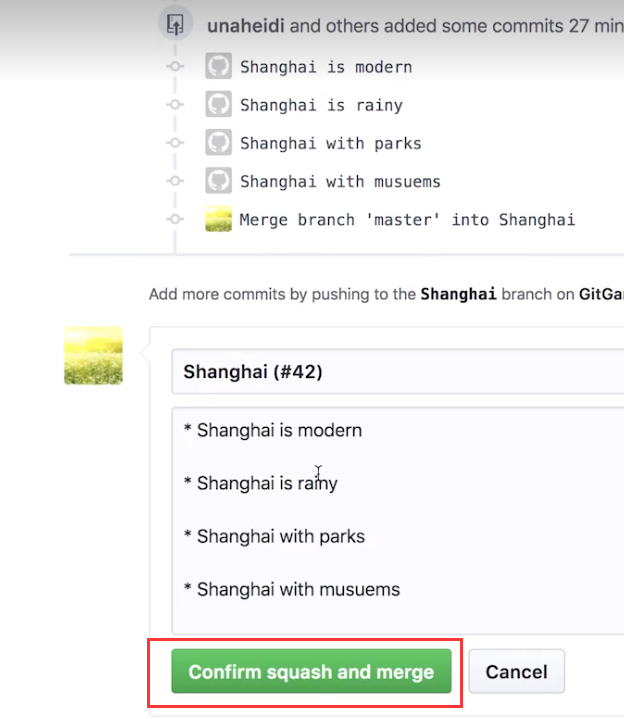 unaheidi and others added some commits 27 min
Shanghai is modern
Shanghai is rainy
Shanghai with parks
Shanghai with musuems
Merge branch 'master' into Shanghai
Add more commits by pushing to the Shanghai branch on GitGa
Shanghai (#42)
* Shanghai is modern
* Shanghai is rainy
* Shanghai with parks
* Shanghai with musuems
Confirm squash and merge
Cancel